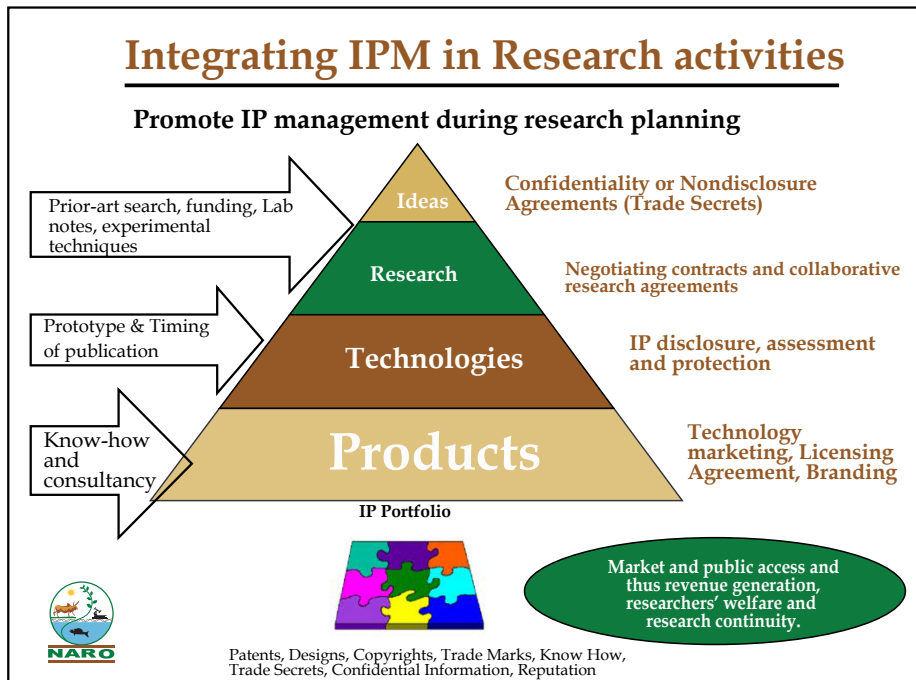 Integrating IPM in Research activities
Promote IP management during research planning
Prior-art search, funding, Lab
notes, experimental
techniques
Ideas
Confidentiality or Nondisclosure
Agreements (Trade Secrets)
Research
Negotiating contracts and collaborative
research agreements
Prototype & Timing
of publication
Technologies
IP disclosure, assessment
and protection
Know-how
and
consultancy
Products
Technology
marketing, Licensing
Agreement, Branding
IP Portfolio
Market and public access and
thus revenue generation,
researchers’ welfare and
research continuity.
NARO
Patents, Designs, Copyrights, Trade Marks, Know How,
Trade Secrets, Confidential Information, Reputation